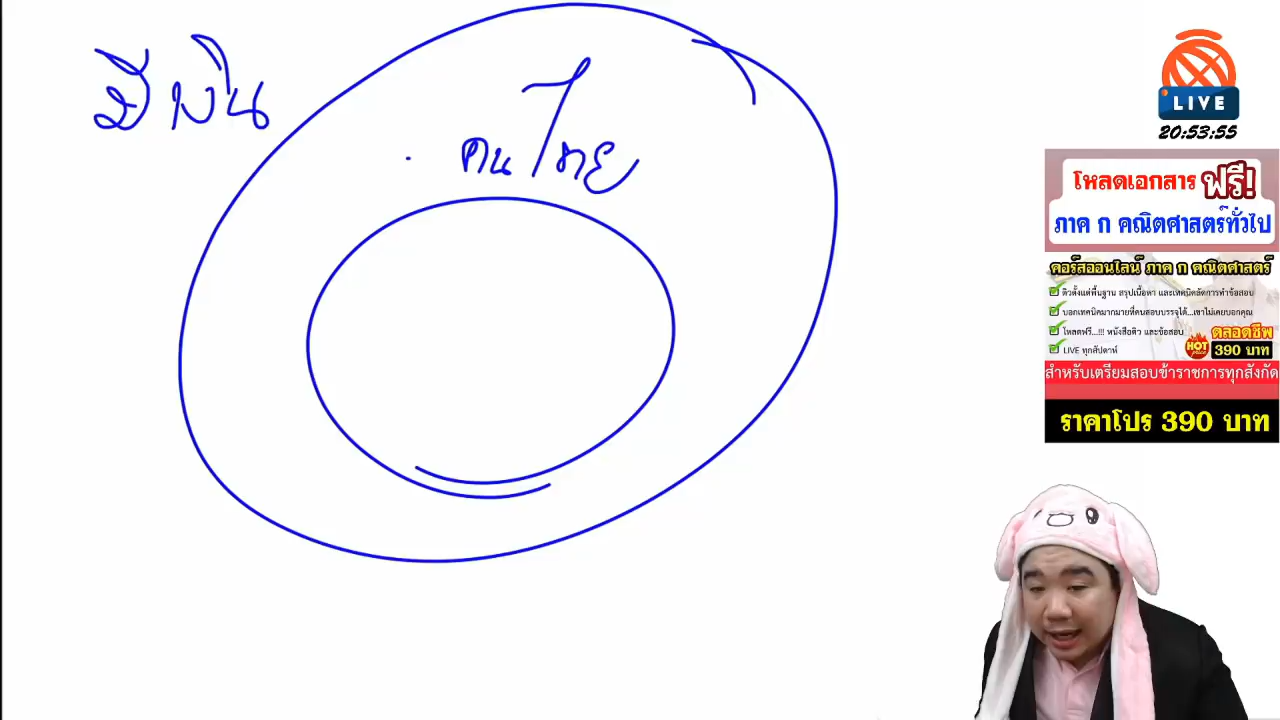 มีเงิน
คนไทย
LIVE
20:53:55
โหลดเอกสาร ฟรี!
ภาค ก คณิตศาสตร์ทั่วไป
คอร์สออนไลน์ ภาค ก คณิตศาสตร์
ติวตั้งแต่พื้นฐาน สรุปเนื้อหา และเทคนิคลัดการทำข้อสอบ
บอกเทคนิคมากมายที่คนสอบบรรจุได้...เขาไม่เคยบอกคุณ
โหลดฟรี...!!! หนังสือติว และข้อสอบ
LIVE ทุกสัปดาห์
HOT price
ตลอดชีพ
390 บาท
สำหรับเตรียมสอบข้าราชการทุกสังกัด
ราคาโปร 390 บาท